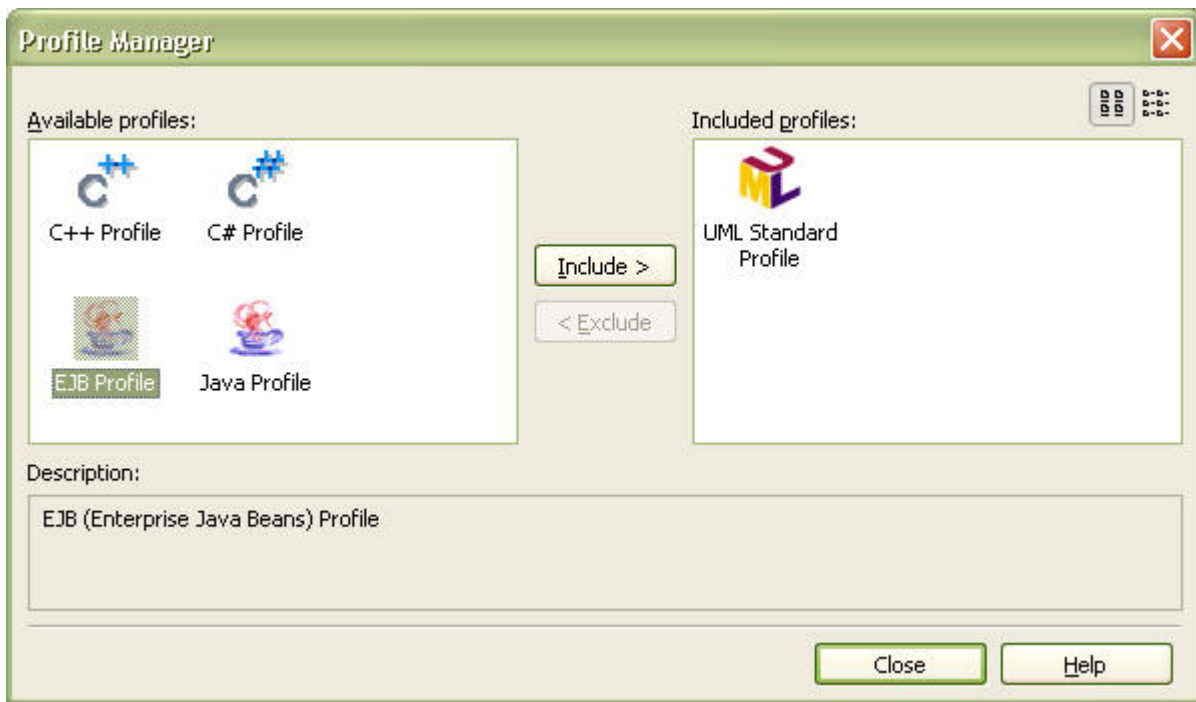 Profile Manager
Available profiles:
Included profiles:
C++ Profile
C# Profile
EJB Profile
Java Profile
Include >
< Exclude
UML
UML Standard
Profile
Description:
EJB (Enterprise Java Beans) Profile
Close
Help